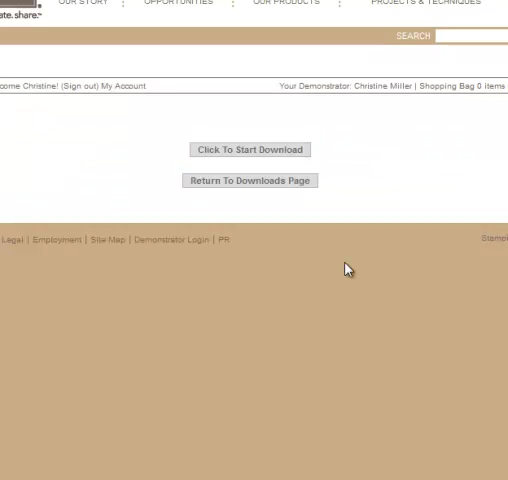 OUR STORY : OPPORTUNITIES : OUR PRODUCTS : PROJECTS & TECHNIQUES
ate.share.™
SEARCH
come Christine! (Sign out) My Account Your Demonstrator: Christine Miller | Shopping Bag 0 items
Click To Start Download
Return To Downloads Page
Legal | Employment | Site Map | Demonstrator Login | PR Stampi